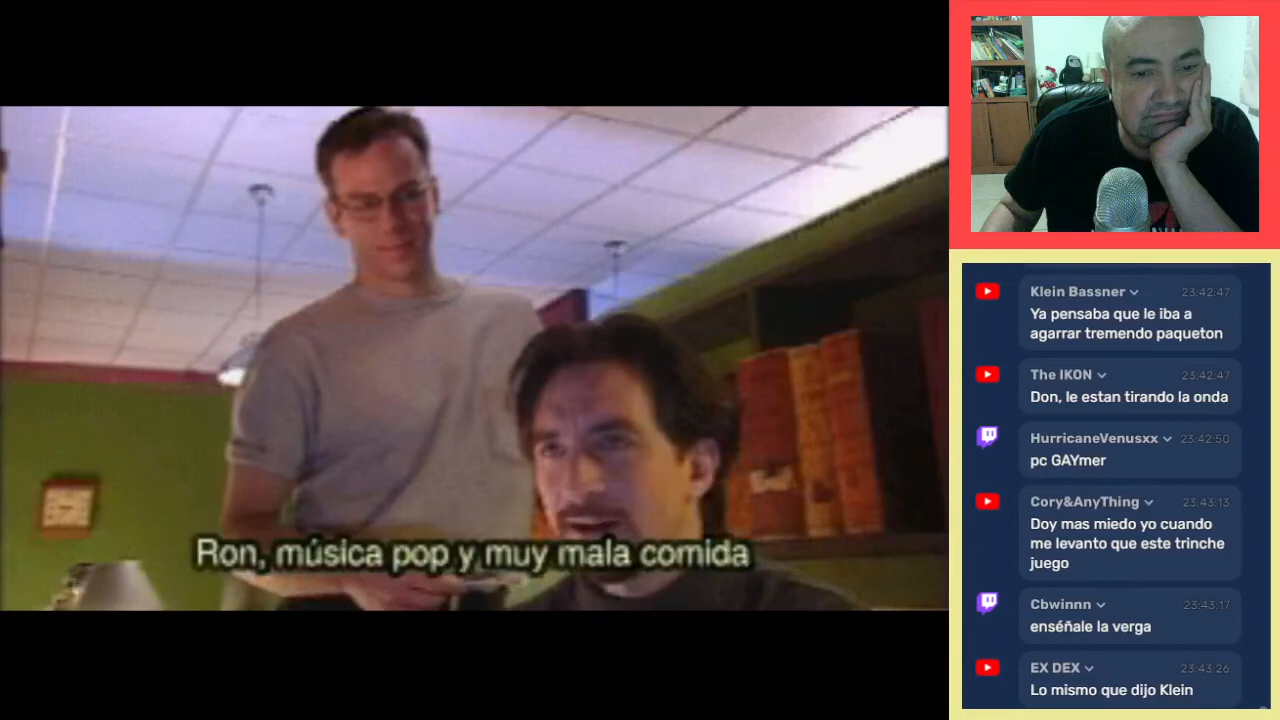 Ron, música pop y muy mala comida
Klein Bassner 23:42:47
Ya pensaba que le iba a
agarrar tremendo paqueton
The IKON 23:42:47
Don, le estan tirando la onda
HurricaneVenusxx 23:42:50
pc GAYmer
Cory&AnyThing 23:43:13
Doy mas miedo yo cuando
me levanto que este trinche
juego
Cbwinnn 23:43:17
enséñale la verga
EX DEX 23:43:26
Lo mismo que dijo Klein